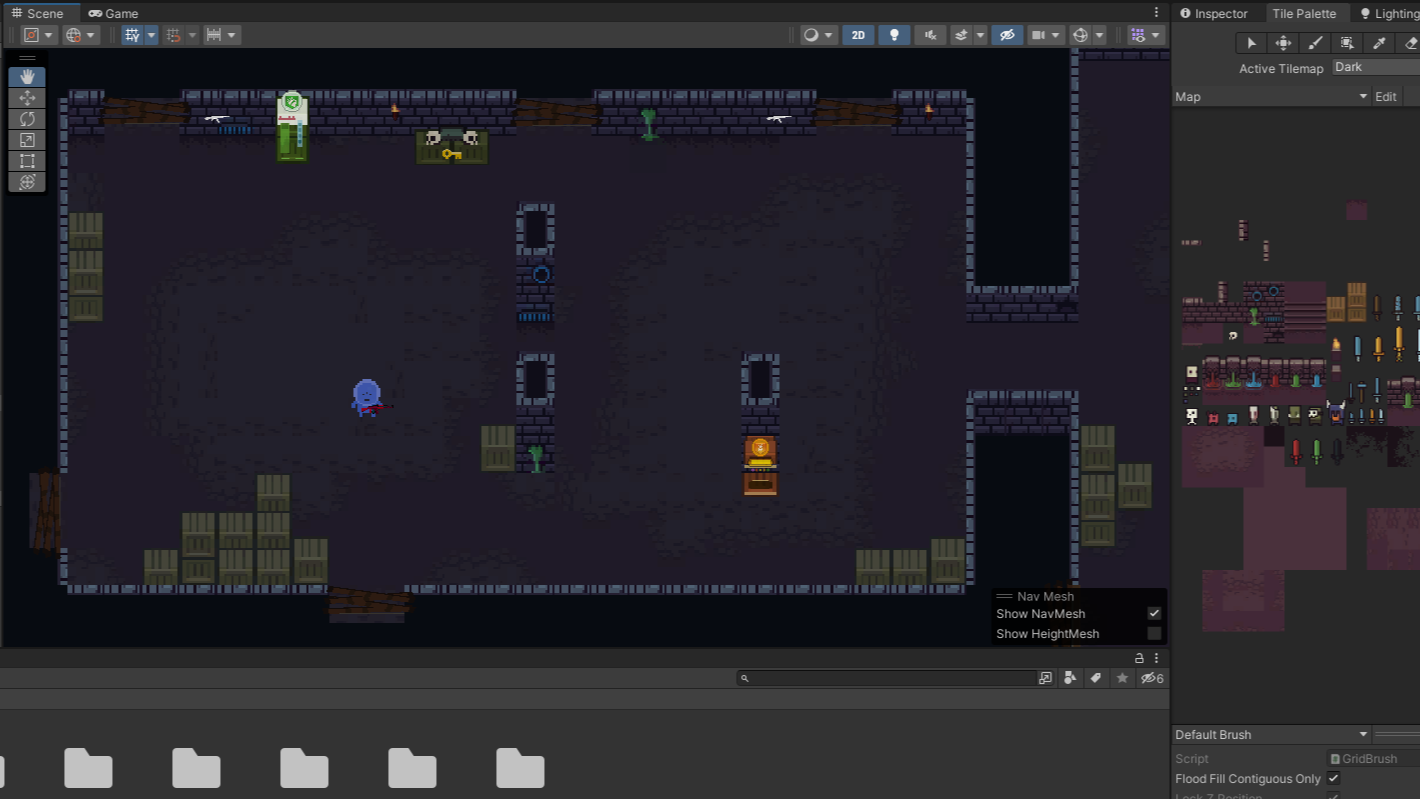 Scene
Game
Inspector
Tile Palette
Lighting
2D
Active Tilemap
Dark
Map
Edit
Nav Mesh
Show NavMesh
Show HeightMesh
6
Default Brush
Script
GridBrush
Flood Fill Contiguous Only
Lock Z Position